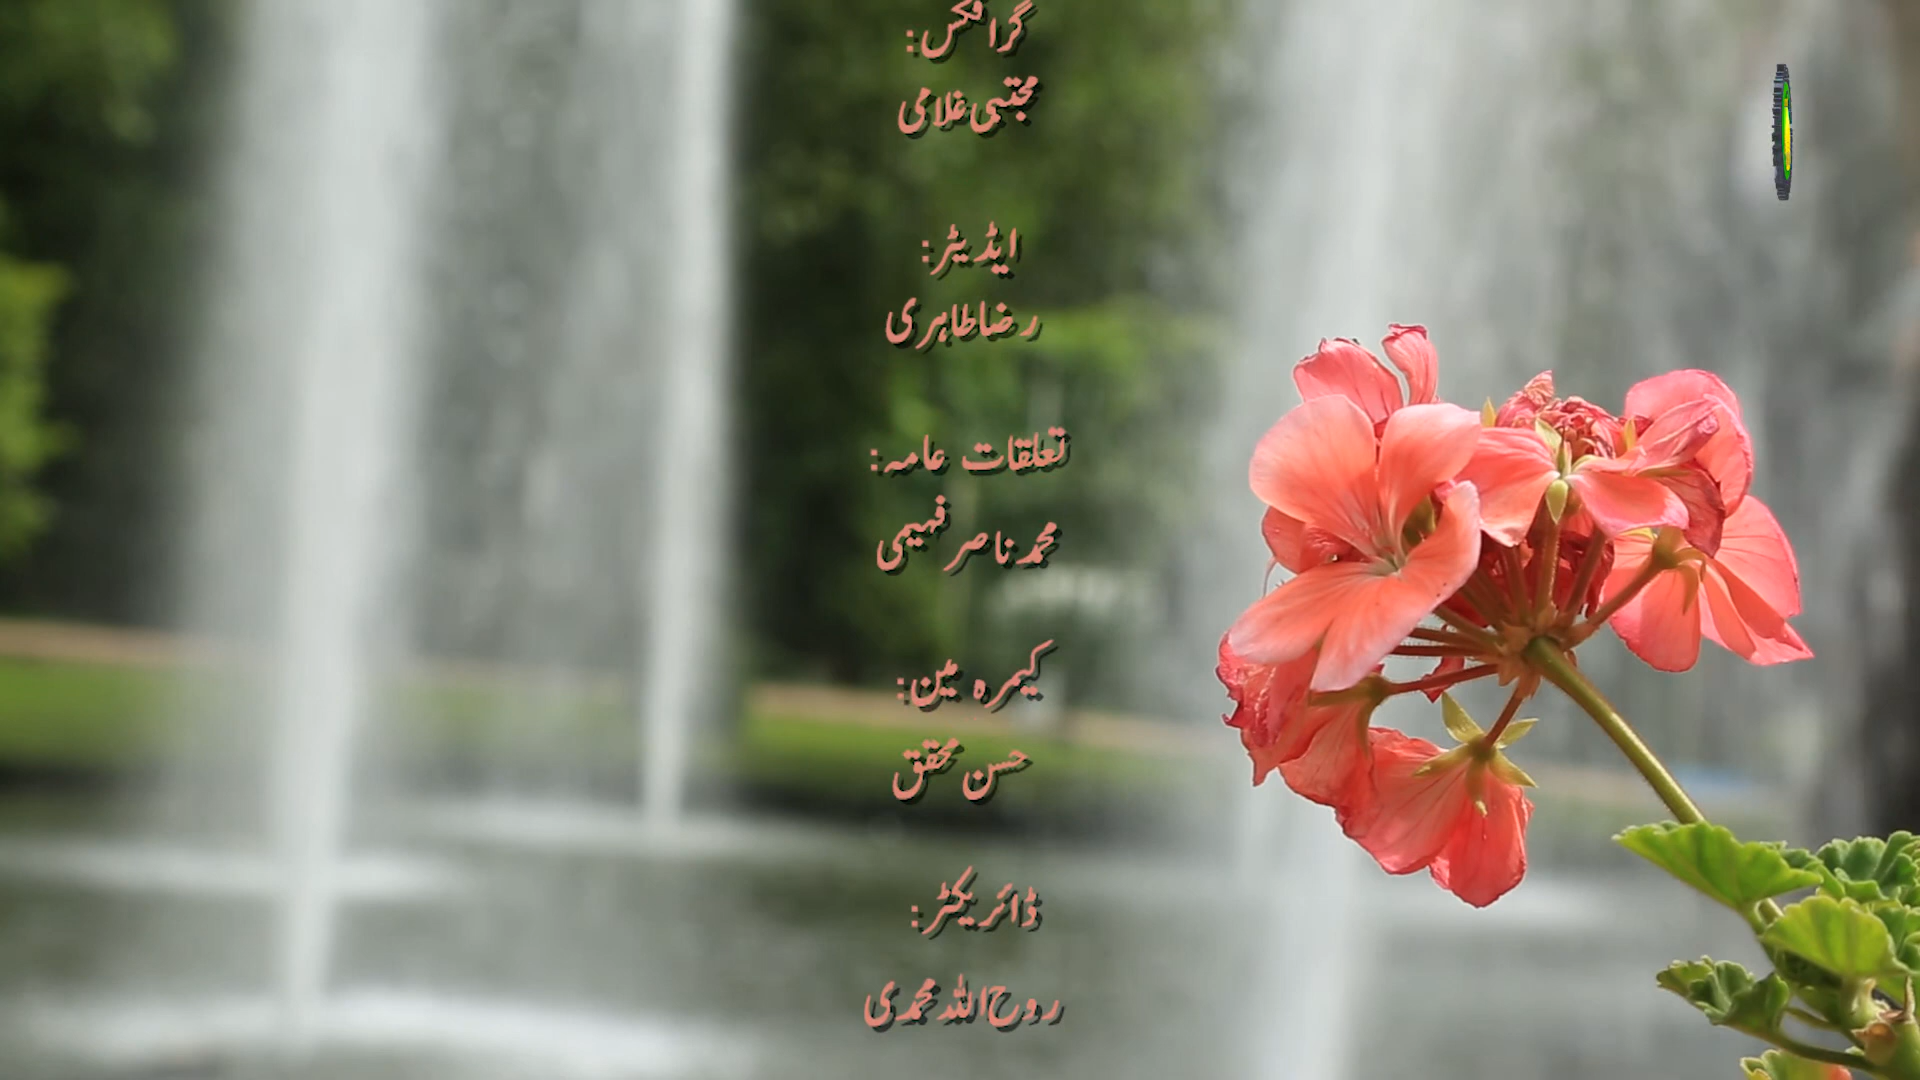 گرافکس:
مجتبی غلامی
ایڈیٹر:
رضا طاہری
تعلقات عامہ:
محمد ناصر فہیمی
کیمرہ مین:
حسن محقق
ڈائریکٹر:
روح اللہ محمدی